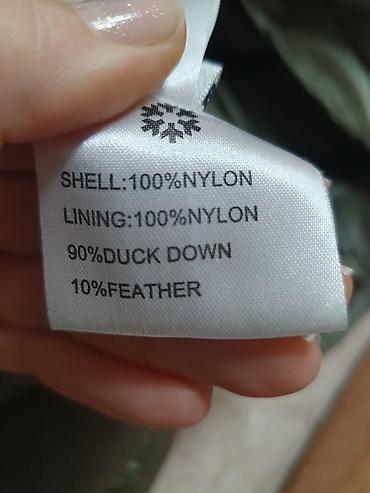 SHELL:100%NYLON
LINING:100%NYLON
90%DUCK DOWN
10%FEATHER